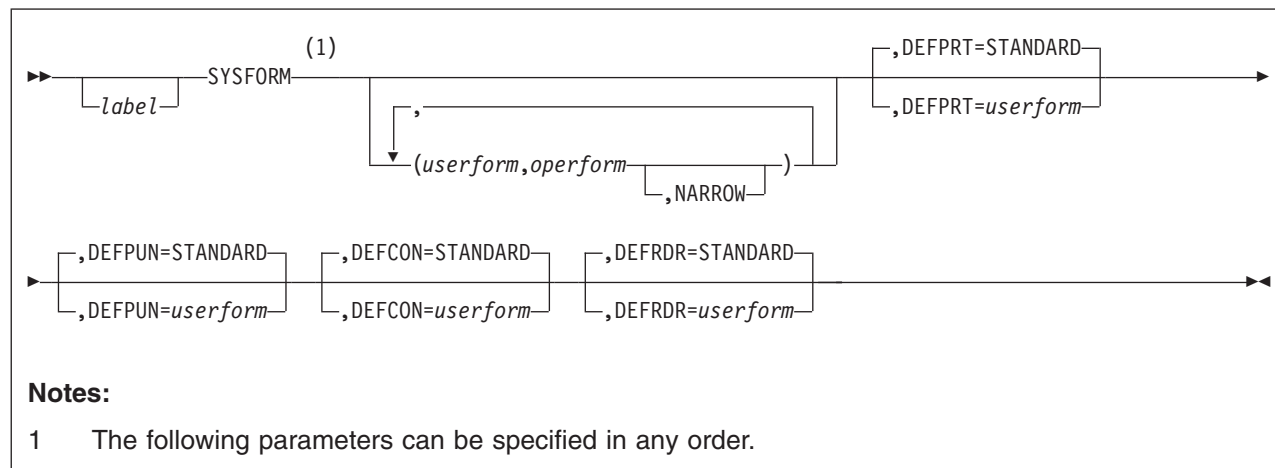 (1)
,DEFPRT=STANDARD
label SYSFORM
,DEFPRT=userform
,
(userform,operform )
,NARROW
,DEFPUN=STANDARD ,DEFCON=STANDARD ,DEFRDR=STANDARD
,DEFPUN=userform ,DEFCON=userform ,DEFRDR=userform
Notes:
1 The following parameters can be specified in any order.